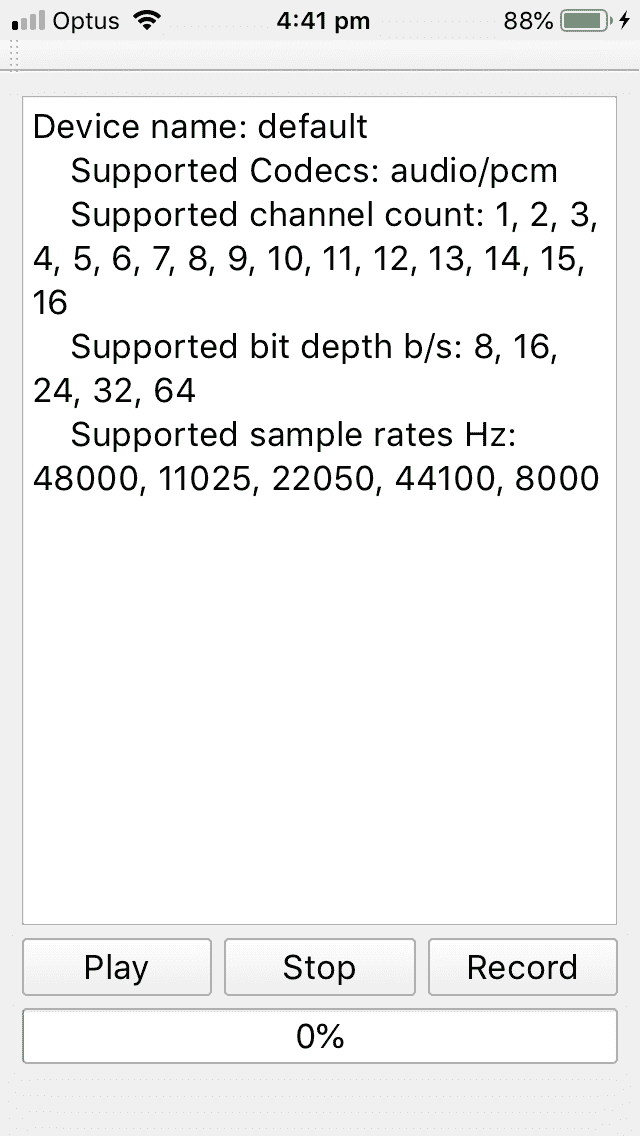 Optus 4:41 pm 88%
Device name: default
Supported Codecs: audio/pcm
Supported channel count: 1, 2, 3,
4, 5, 6, 7, 8, 9, 10, 11, 12, 13, 14, 15,
16
Supported bit depth b/s: 8, 16,
24, 32, 64
Supported sample rates Hz:
48000, 11025, 22050, 44100, 8000
Play Stop Record
0%